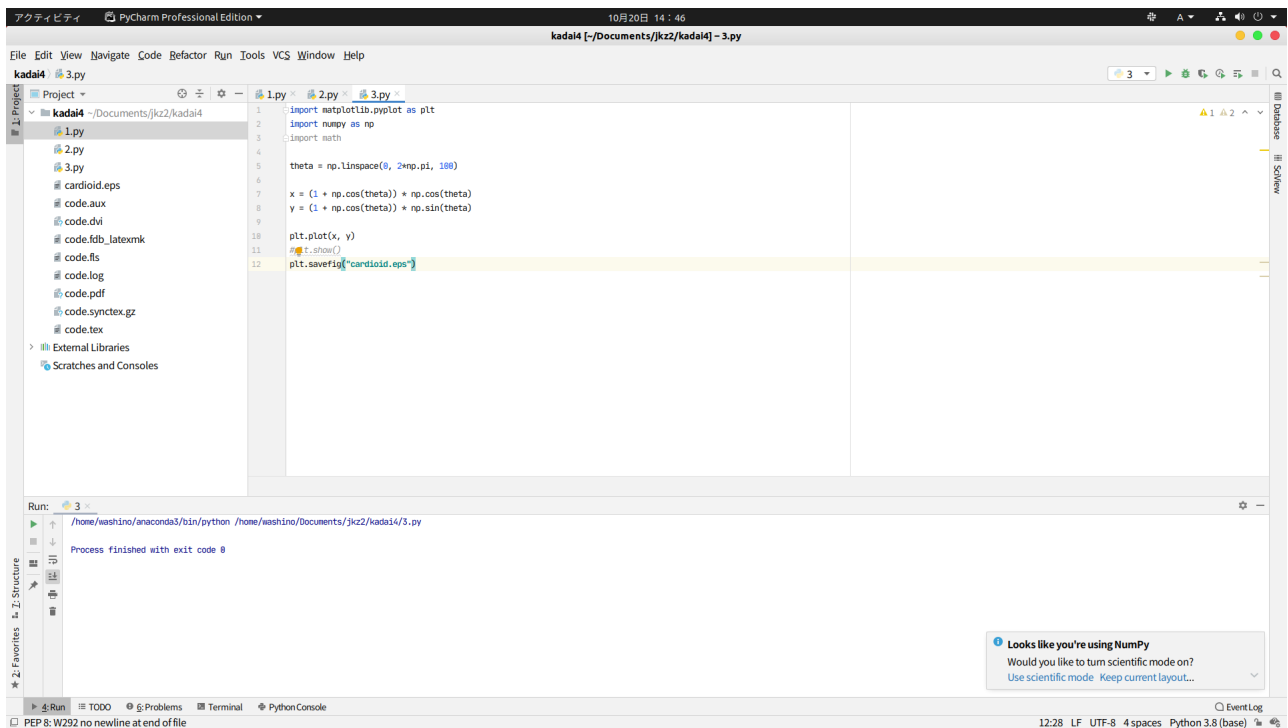 アクティビティ PyCharm Professional Edition 10月20日 14:46 A
kadai4 [~/Documents/jkz2/kadai4] – 3.py
File Edit View Navigate Code Refactor Run Tools VCS Window Help
kadai4 3.py 3
1: Project
Project 1.py 2.py 3.py
kadai4 ~/Documents/jkz2/kadai4
1.py
2.py
3.py
cardioid.eps
code.aux
code.dvi
code.fdb_latexmk
code.fls
code.log
code.pdf
code.synctex.gz
code.tex
External Libraries
Scratches and Consoles
1 import matplotlib.pyplot as plt
2 import numpy as np
3 import math
4
5 theta = np.linspace(0, 2*np.pi, 100)
6
7 x = (1 + np.cos(theta)) * np.cos(theta)
8 y = (1 + np.cos(theta)) * np.sin(theta)
9
10 plt.plot(x, y)
11 #t.show()
12 plt.savefig("cardioid.eps")
1 2
Database
SciView
Run: 3
/home/washino/anaconda3/bin/python /home/washino/Documents/jkz2/kadai4/3.py
Process finished with exit code 0
7: Structure
2: Favorites
Looks like you're using NumPy
Would you like to turn scientific mode on?
Use scientific mode Keep current layout...
4: Run TODO 6: Problems Terminal Python Console Event Log
PEP 8: W292 no newline at end of file 12:28 LF UTF-8 4 spaces Python 3.8 (base)